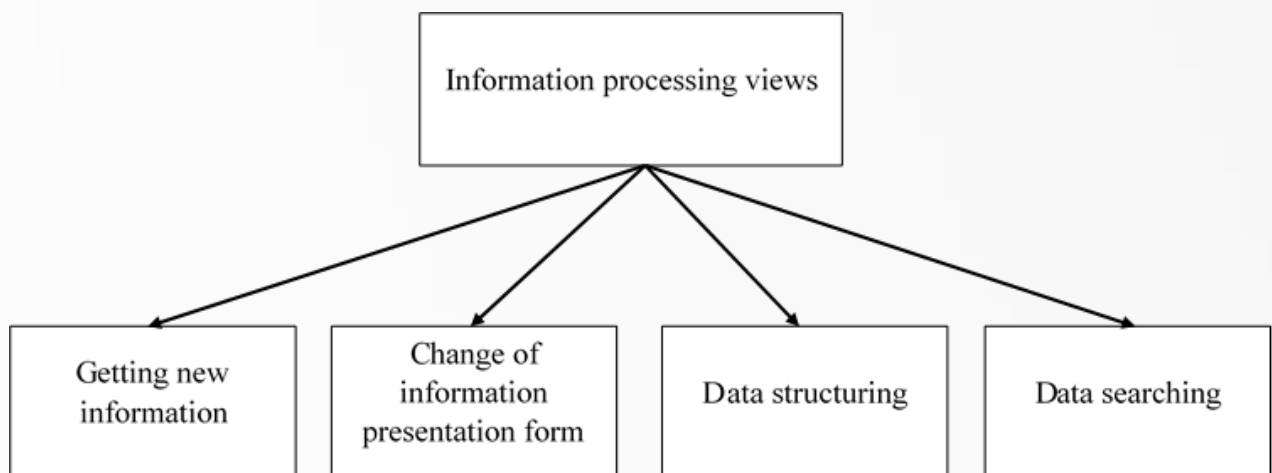 Information processing views
Getting new
information
Change of
information
presentation form
Data structuring
Data searching